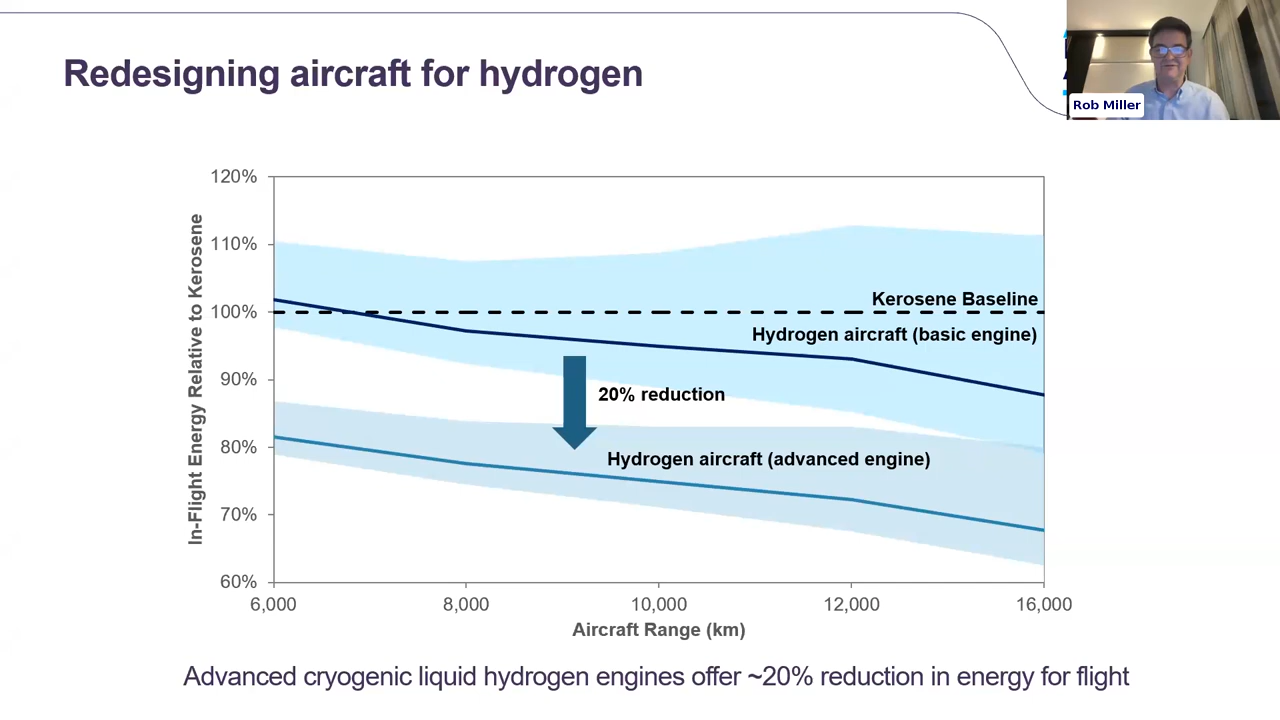 Redesigning aircraft for hydrogen
Rob Miller
120%
110%
100%
90%
80%
70%
60%
In-Flight Energy Relative to Kerosene
Kerosene Baseline
Hydrogen aircraft (basic engine)
20% reduction
Hydrogen aircraft (advanced engine)
6,000
8,000
10,000
12,000
16,000
Aircraft Range (km)
Advanced cryogenic liquid hydrogen engines offer ~20% reduction in energy for flight